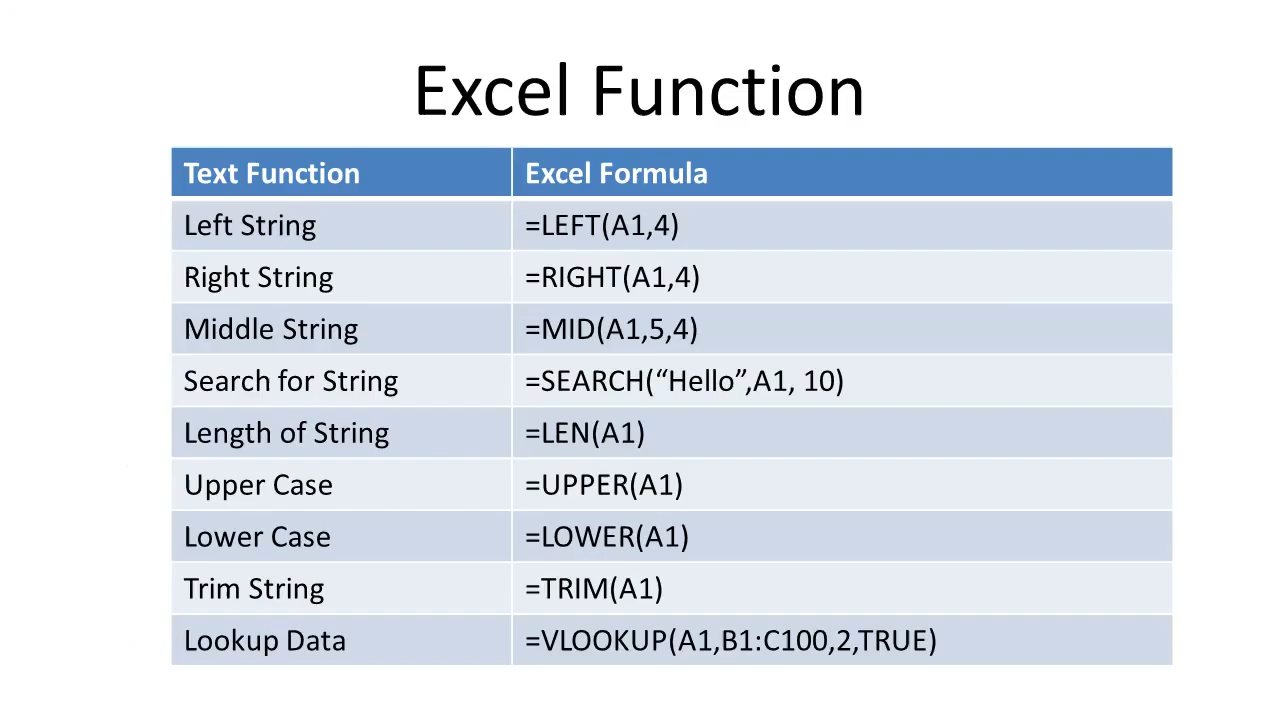 Excel Function
Text Function Excel Formula
Left String =LEFT(A1,4)
Right String =RIGHT(A1,4)
Middle String =MID(A1,5,4)
Search for String =SEARCH(“Hello”,A1, 10)
Length of String =LEN(A1)
Upper Case =UPPER(A1)
Lower Case =LOWER(A1)
Trim String =TRIM(A1)
Lookup Data =VLOOKUP(A1,B1:C100,2,TRUE)